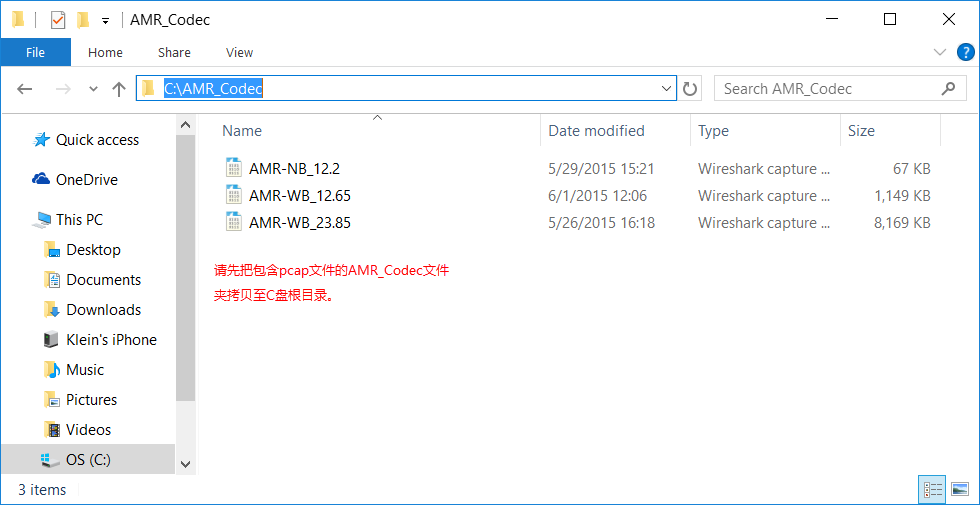 AMR_Codec
File Home Share View
C:\AMR_Codec Search AMR_Codec
Name Date modified Type Size
Quick access
OneDrive
This PC
Desktop
Documents
Downloads
Klein's iPhone
Music
Pictures
Videos
OS (C:)
AMR-NB_12.2 5/29/2015 15:21 Wireshark capture ... 67 KB
AMR-WB_12.65 6/1/2015 12:06 Wireshark capture ... 1,149 KB
AMR-WB_23.85 5/26/2015 16:18 Wireshark capture ... 8,169 KB
请先把包含pcap文件的AMR_Codec文件
夹拷贝至C盘根目录。
3 items